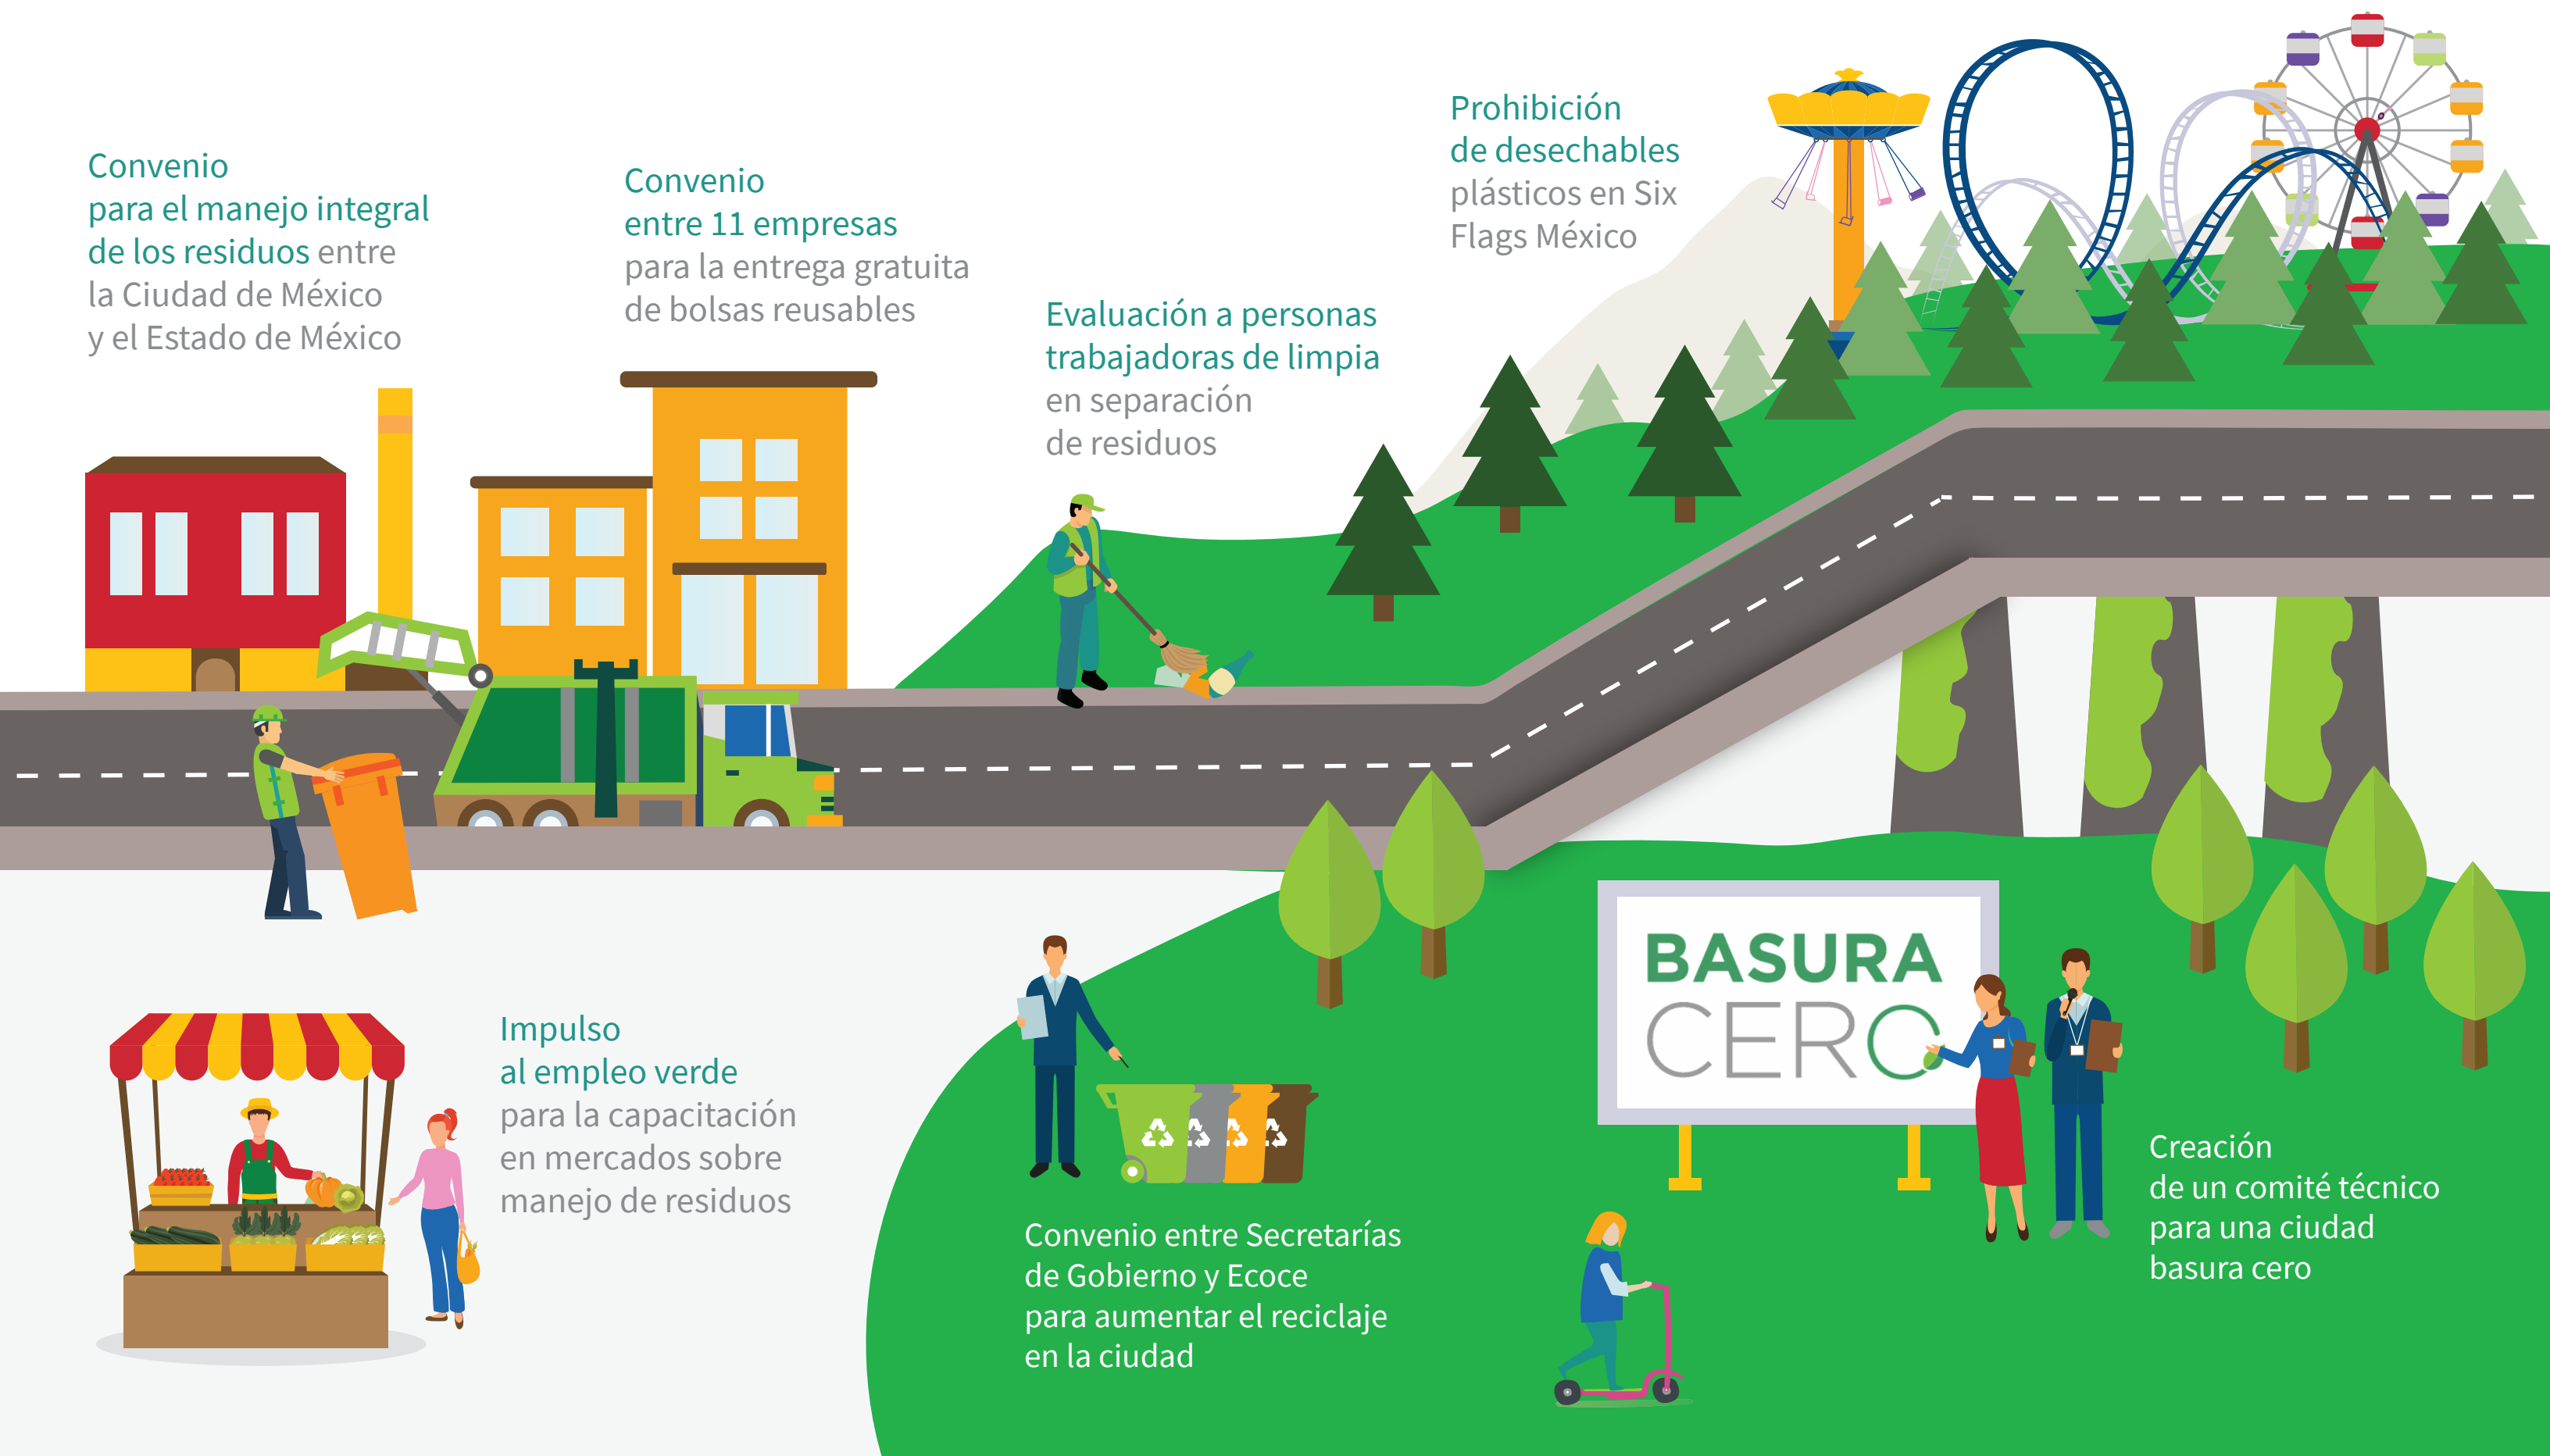 Convenio
para el manejo integral
de los residuos entre
la Ciudad de México
y el Estado de México
Convenio
entre 11 empresas
para la entrega gratuita
de bolsas reusables
Evaluación a personas
trabajadoras de limpia
en separación
de residuos
Prohibición
de desechables
plásticos en Six
Flags México
Impulso
al empleo verde
para la capacitación
en mercados sobre
manejo de residuos
Convenio entre Secretarías
de Gobierno y Ecoce
para aumentar el reciclaje
en la ciudad
BASURA
CERO
Creación
de un comité técnico
para una ciudad
basura cero